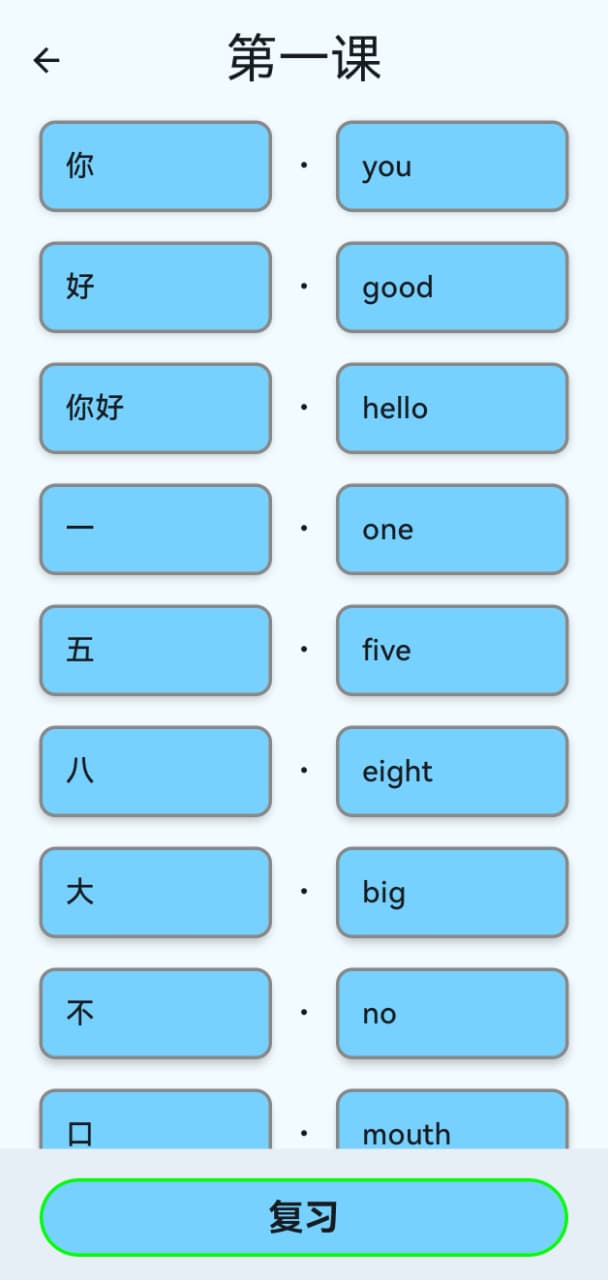 第一课
你 · you
好 · good
你好 · hello
一 · one
五 · five
八 · eight
大 · big
不 · no
口 · mouth
复习